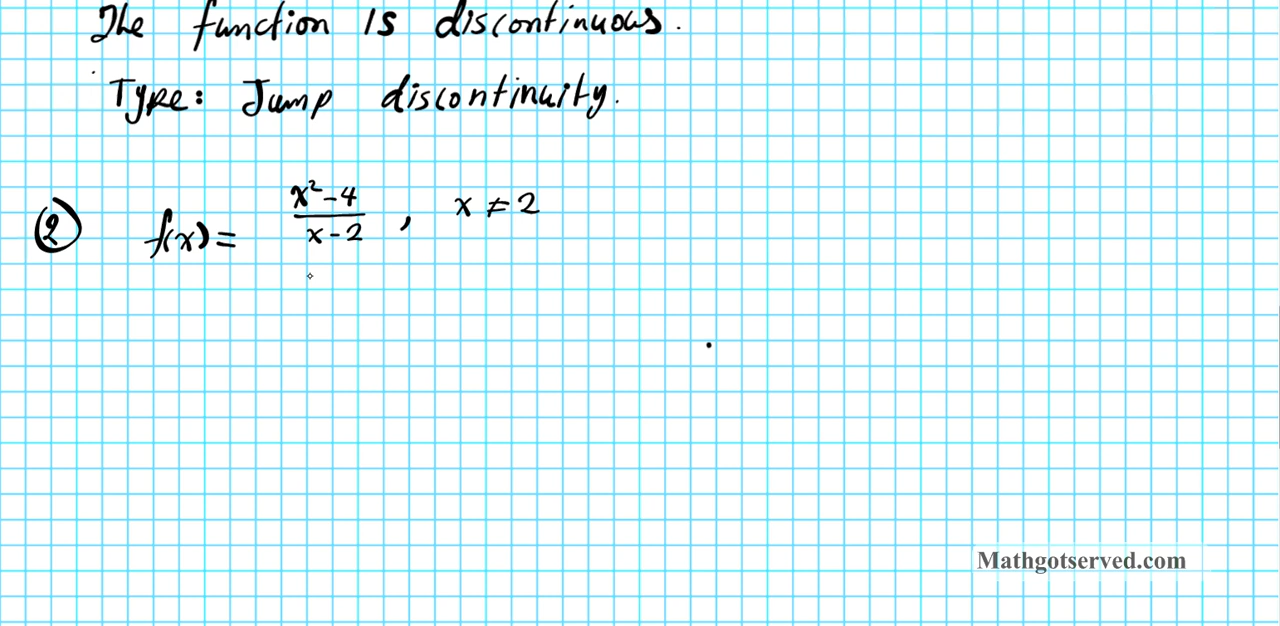 The function is discontinuous.
Type: Jump discontinuity.
② f(x) = x²-4 / x-2 , x ≠ 2
Mathgotserved.com